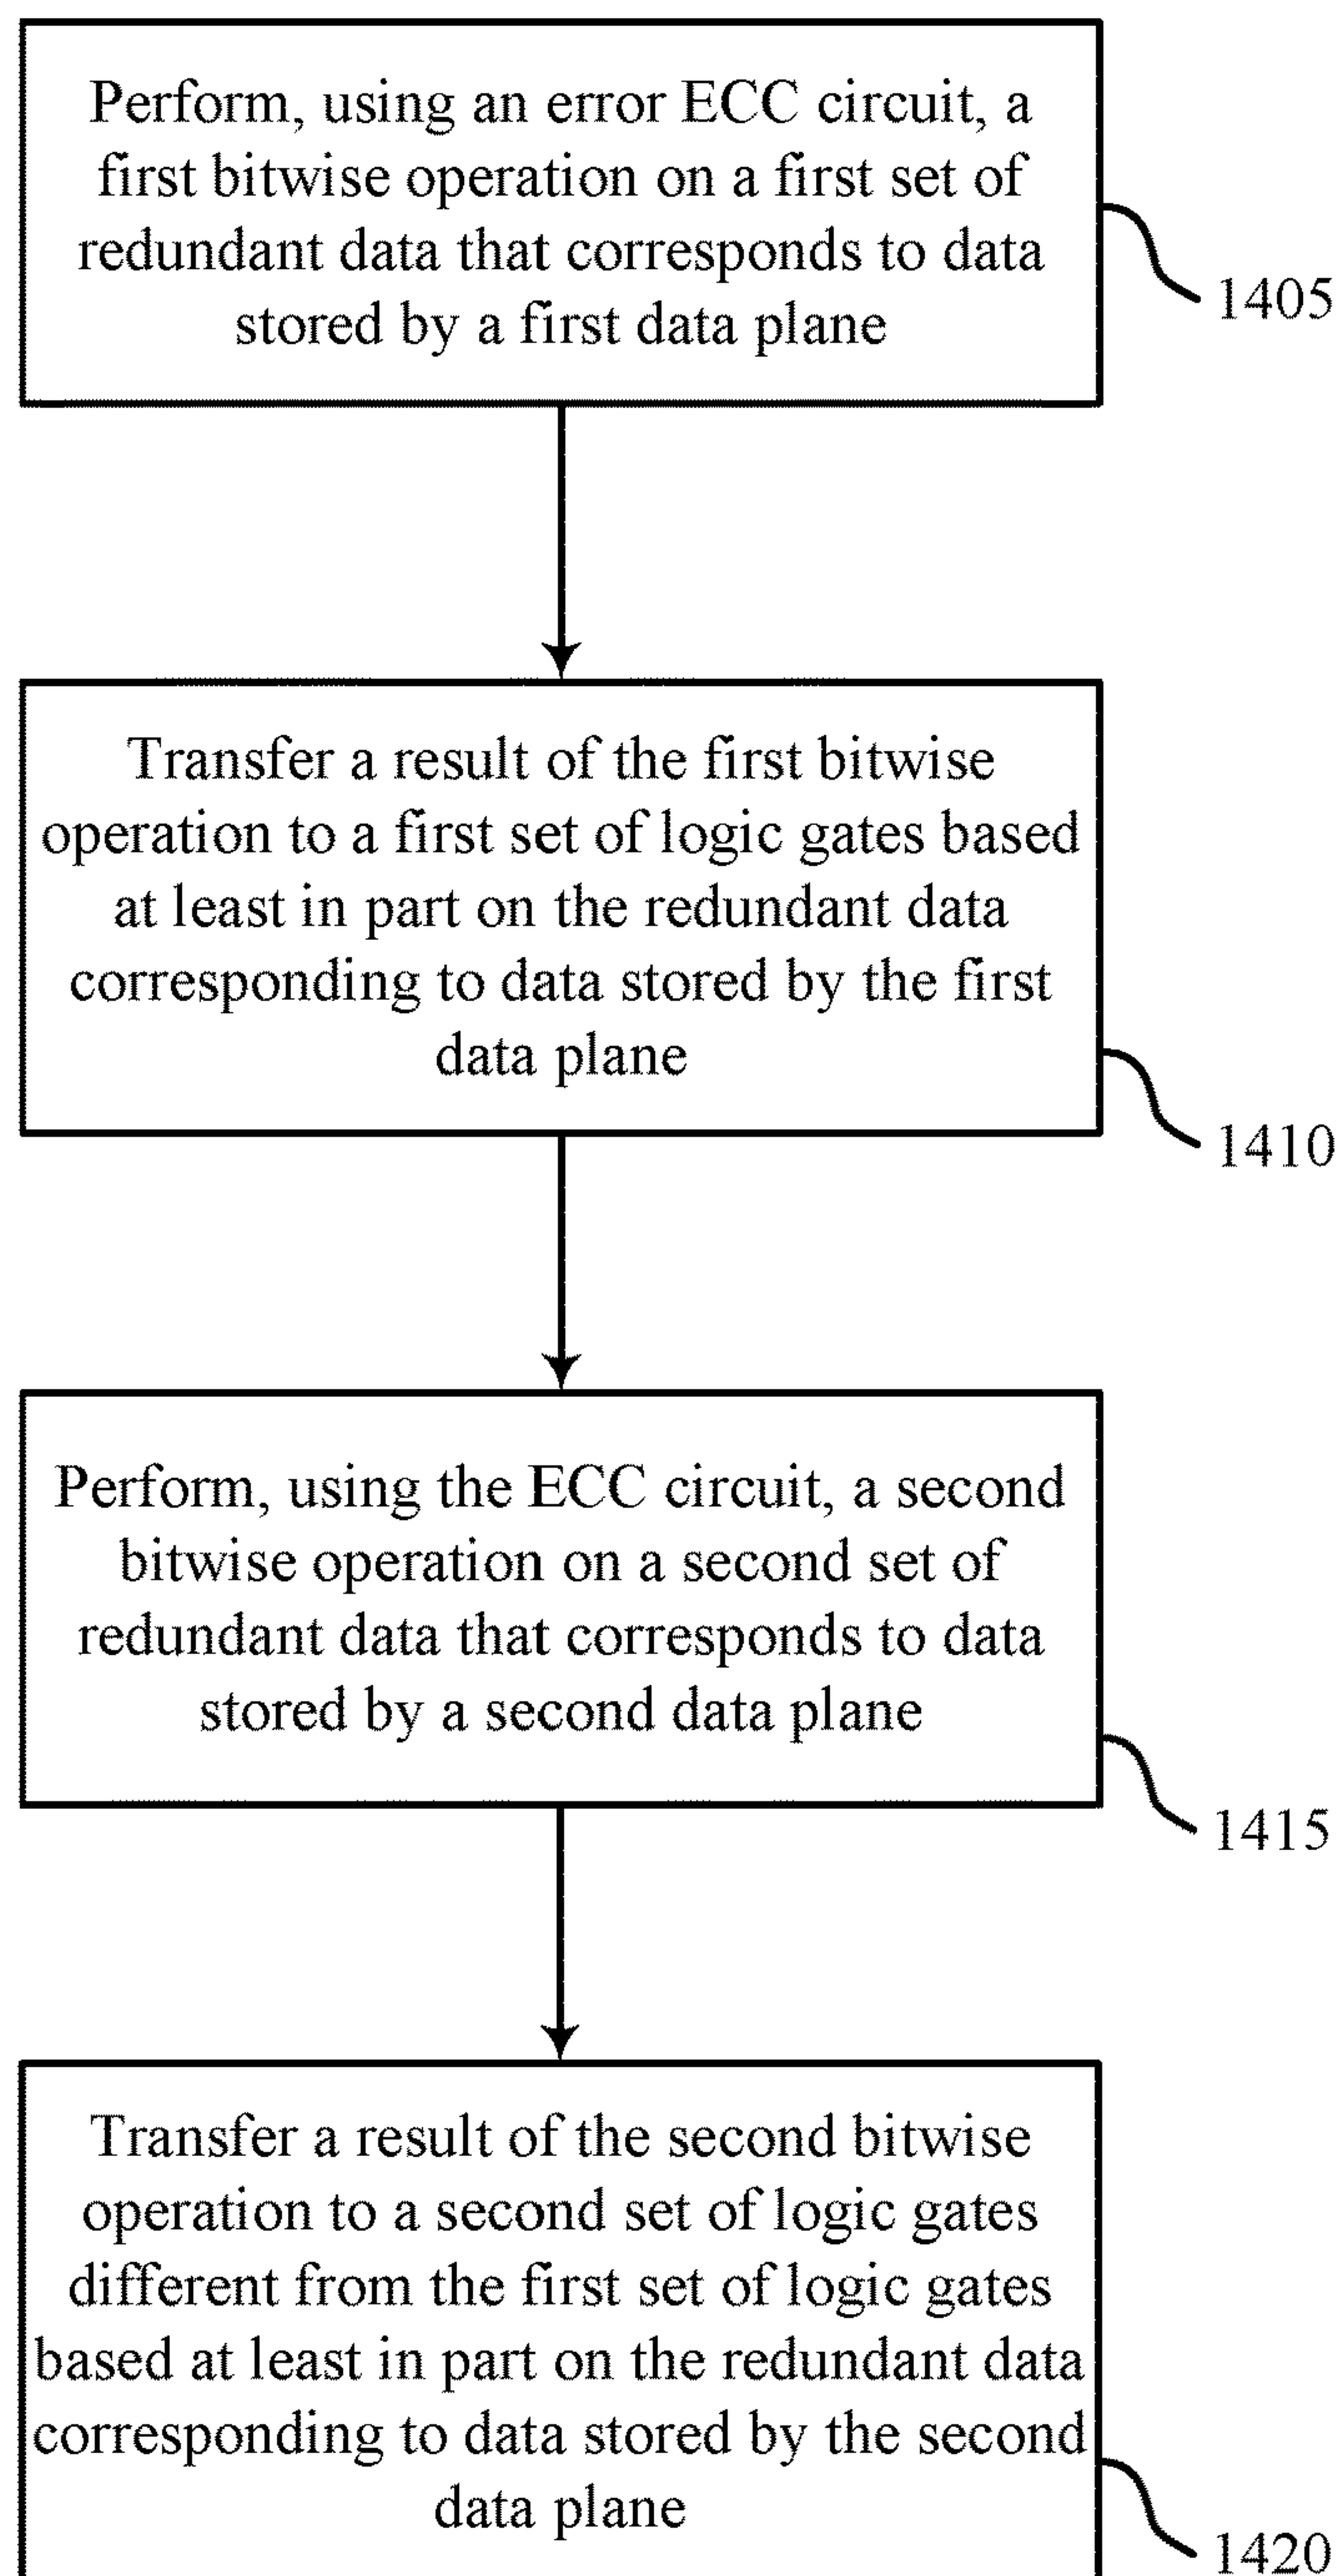 Perform, using an error ECC circuit, a
first bitwise operation on a first set of
redundant data that corresponds to data
stored by a first data plane
1405
Transfer a result of the first bitwise
operation to a first set of logic gates based
at least in part on the redundant data
corresponding to data stored by the first
data plane
1410
Perform, using the ECC circuit, a second
bitwise operation on a second set of
redundant data that corresponds to data
stored by a second data plane
1415
Transfer a result of the second bitwise
operation to a second set of logic gates
different from the first set of logic gates
based at least in part on the redundant data
corresponding to data stored by the second
data plane
1420